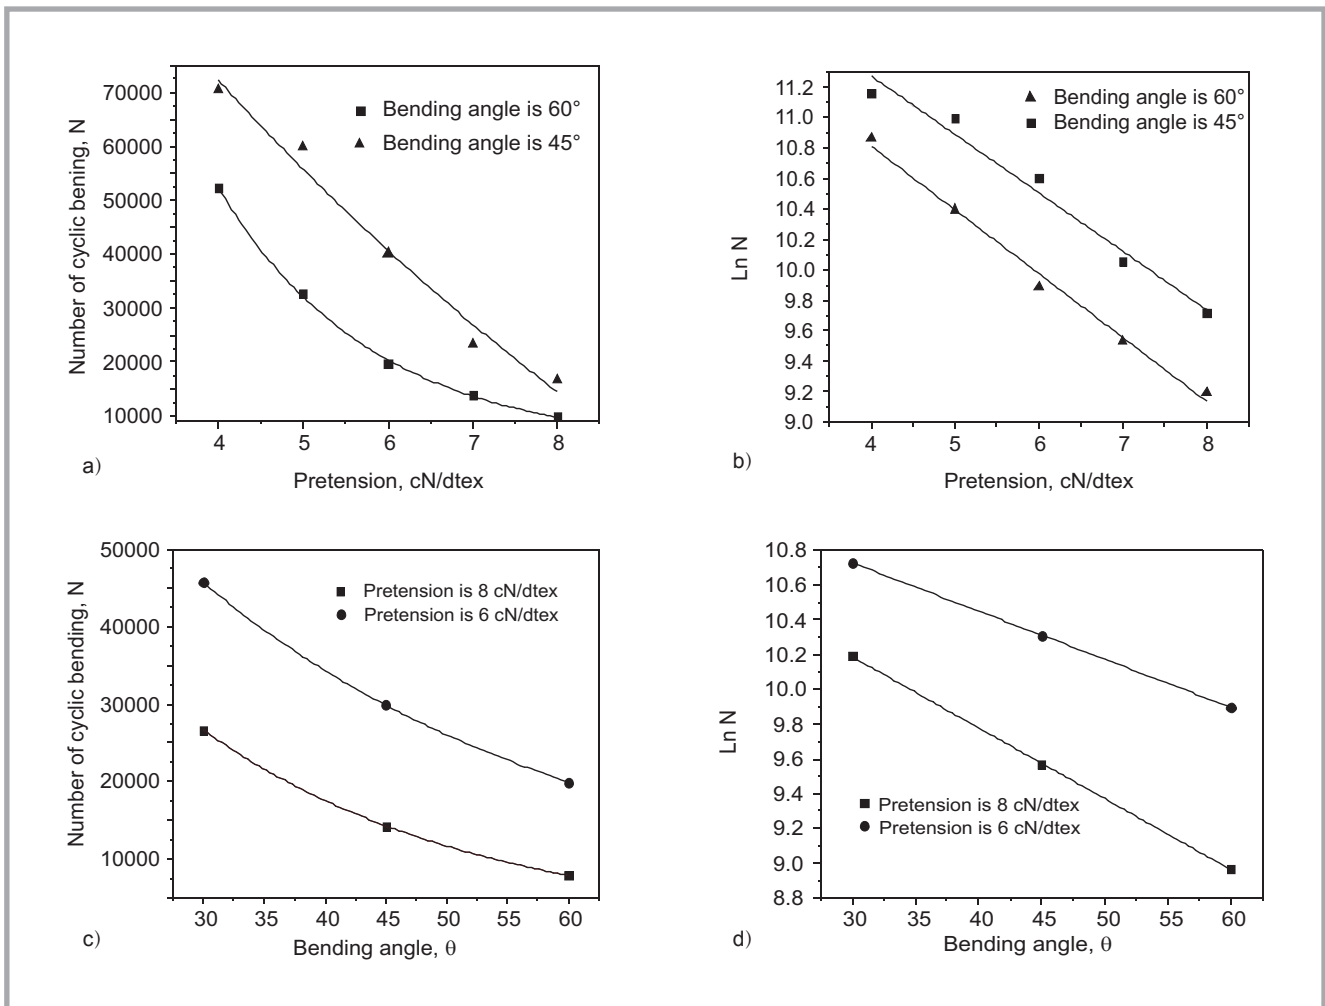 70000
60000
50000
40000
30000
20000
10000
Number of cyclic bening, N
Bending angle is 60°
Bending angle is 45°
4 5 6 7 8
a)
Pretension, cN/dtex
11.2
11.0
10.8
10.6
10.4
10.2
10.0
9.8
9.6
9.4
9.2
9.0
Ln N
Bending angle is 60°
Bending angle is 45°
4 5 6 7 8
b)
Pretension, cN/dtex
50000
40000
30000
20000
10000
Number of cyclic bending, N
Pretension is 8 cN/dtex
Pretension is 6 cN/dtex
30 35 40 45 50 55 60
c)
Bending angle, θ
10.8
10.6
10.4
10.2
10.0
9.8
9.6
9.4
9.2
9.0
8.8
Ln N
Pretension is 8 cN/dtex
Pretension is 6 cN/dtex
30 35 40 45 50 55 60
d)
Bending angle, θ